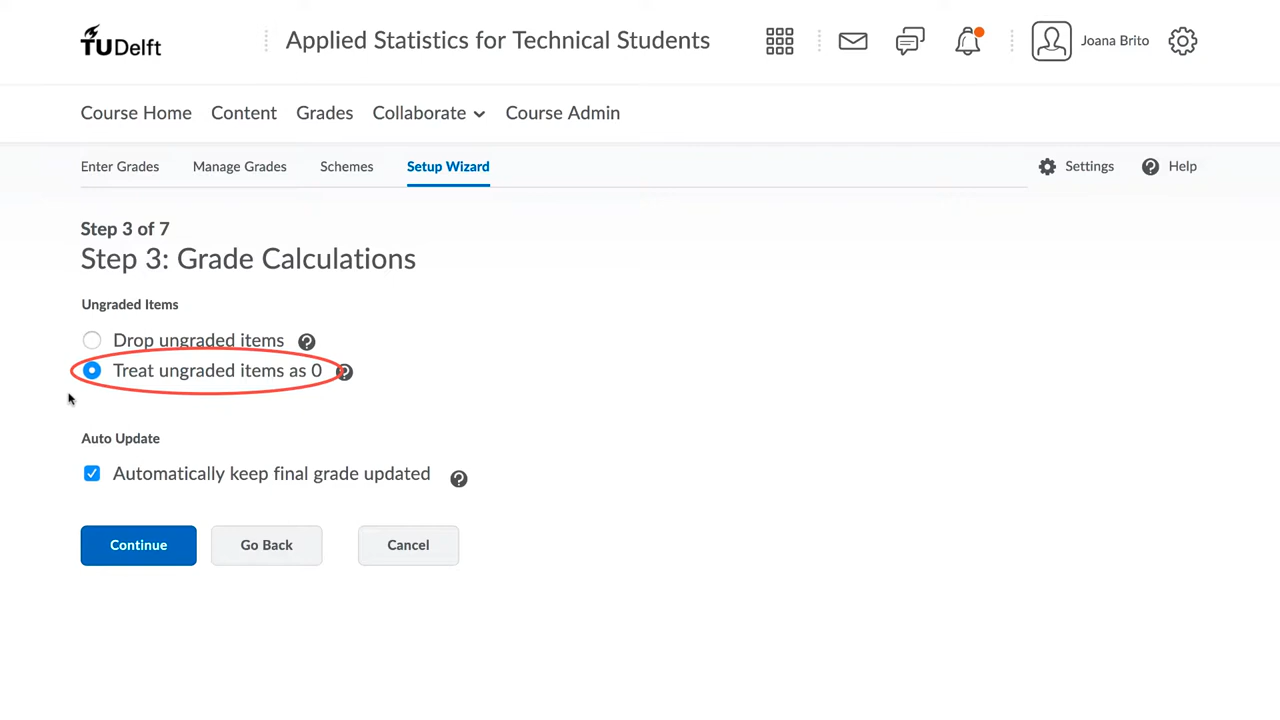 TUDelft
Applied Statistics for Technical Students
Joana Brito
Course Home Content Grades Collaborate Course Admin
Enter Grades Manage Grades Schemes Setup Wizard Settings Help
Step 3 of 7
Step 3: Grade Calculations
Ungraded Items
Drop ungraded items
Treat ungraded items as 0
Auto Update
Automatically keep final grade updated
Continue Go Back Cancel